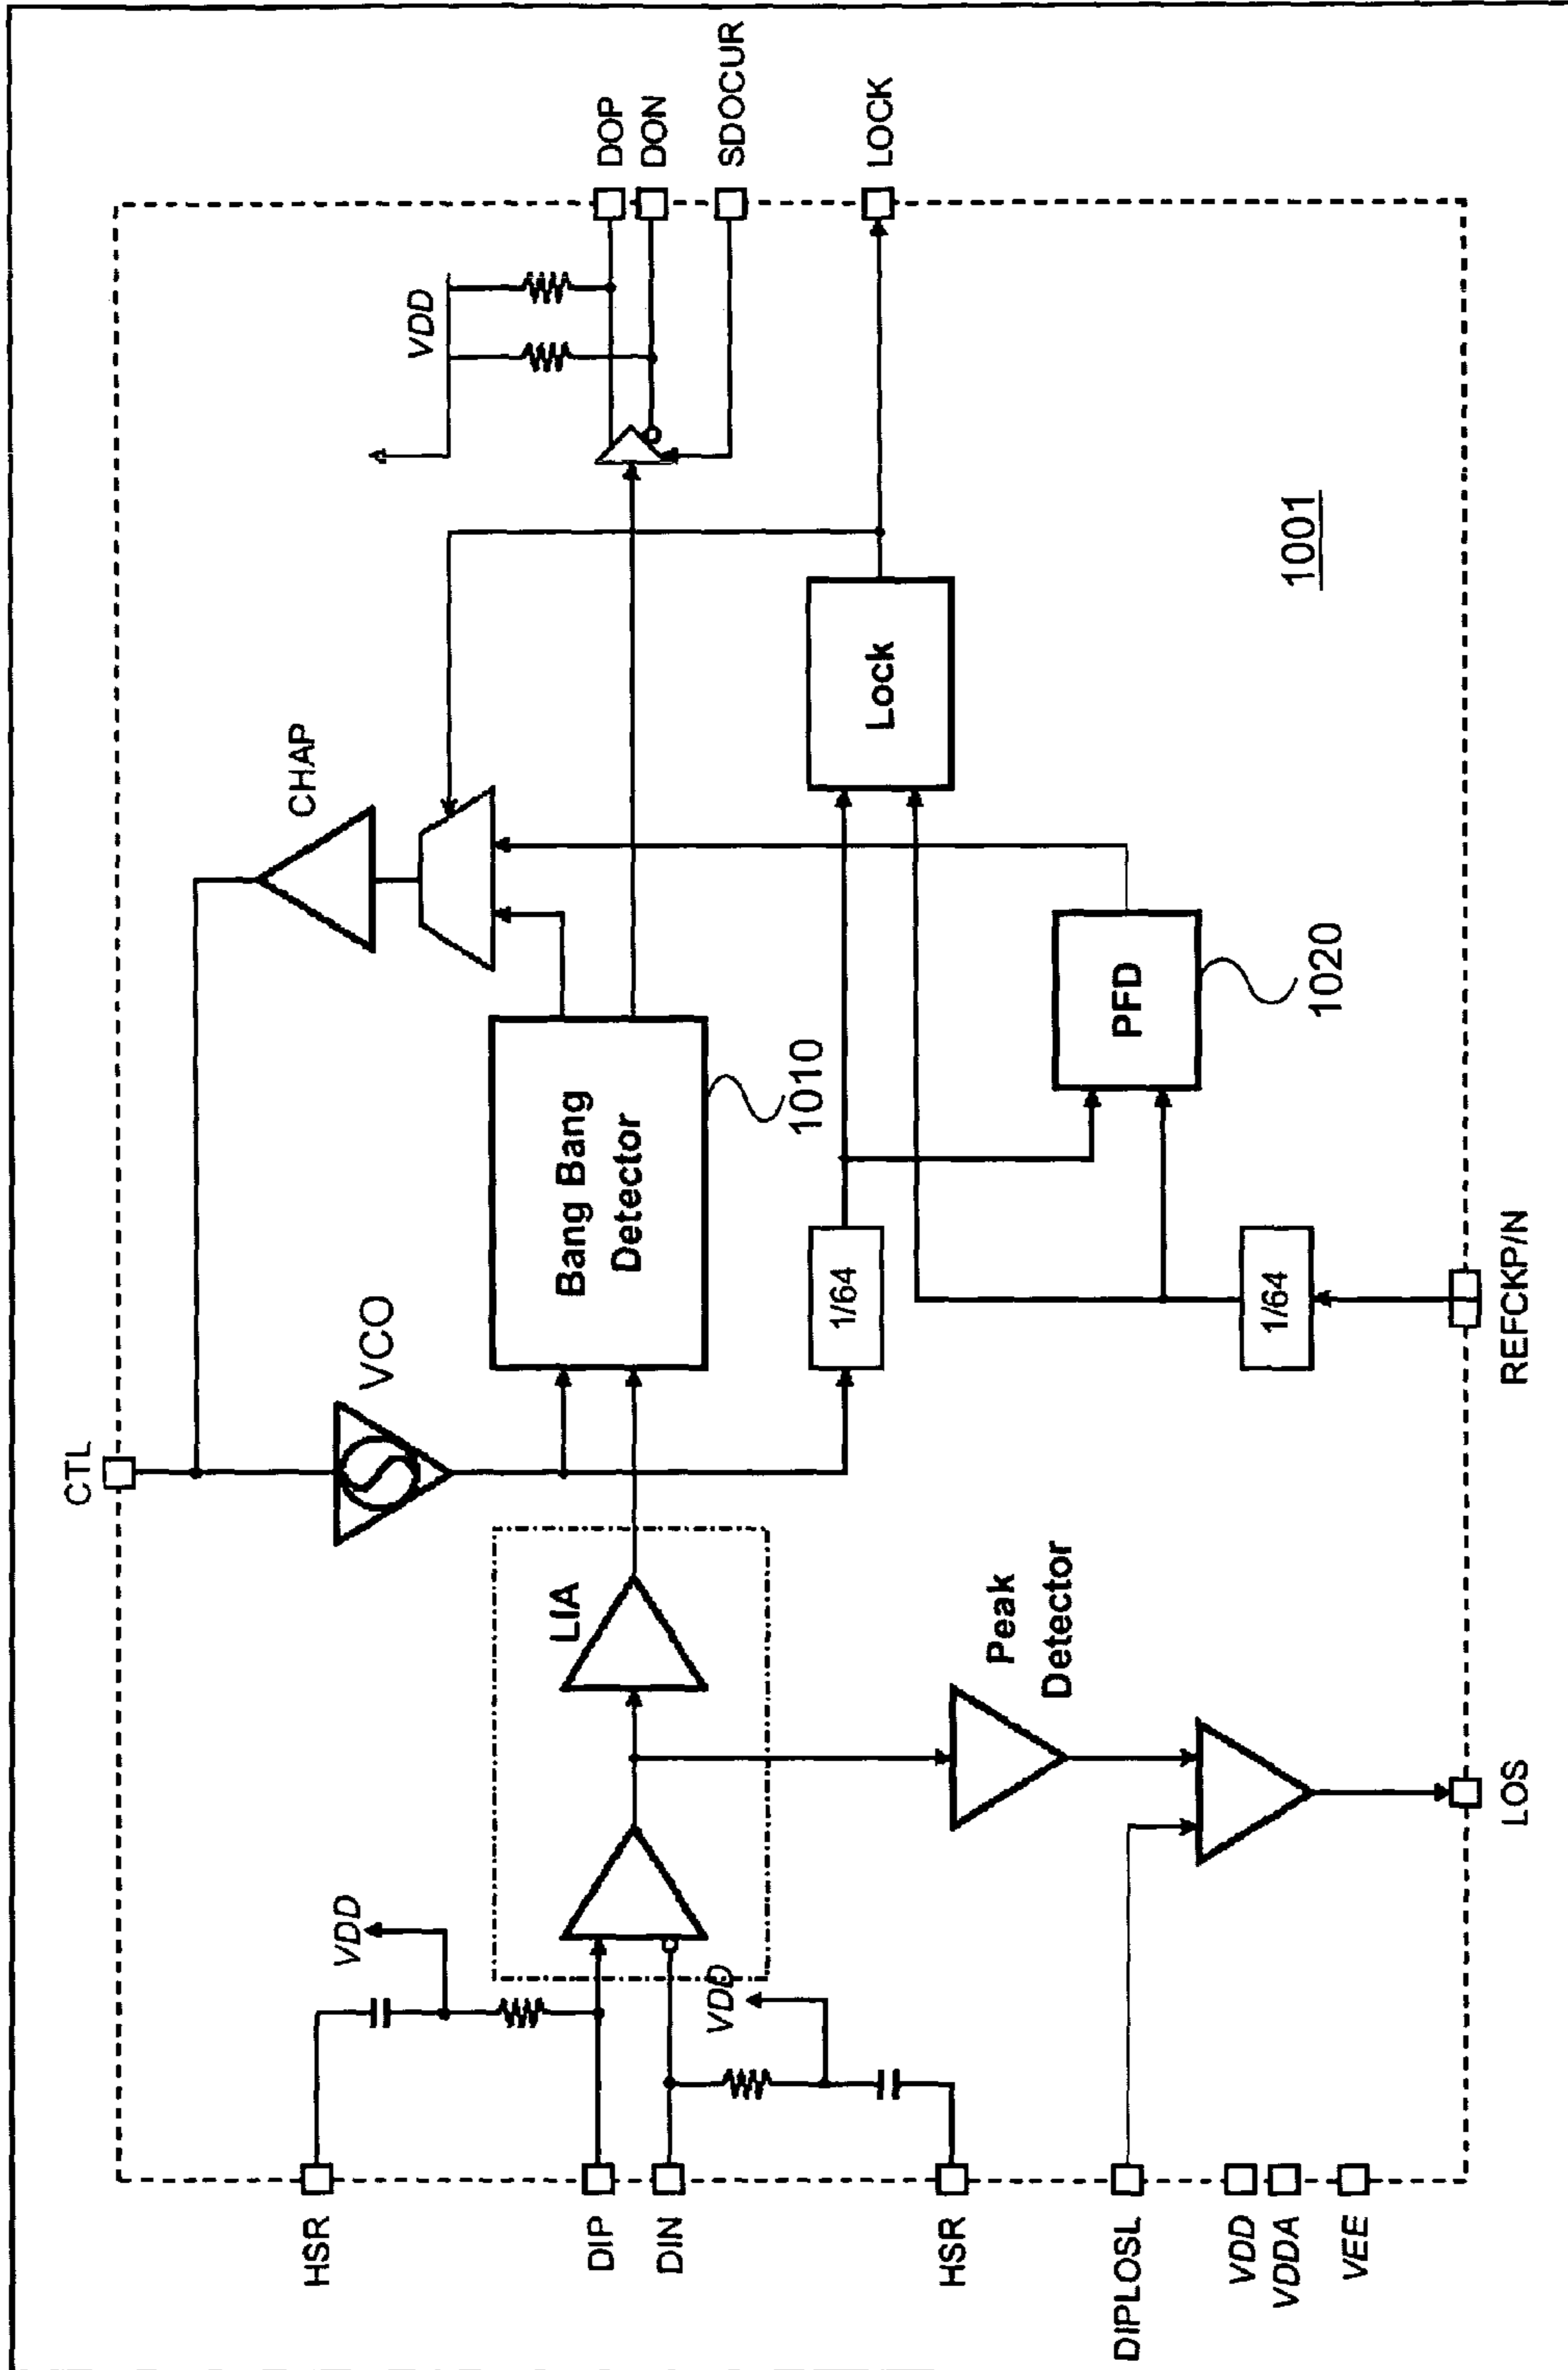 CTL
VCO
CHAP
VDD
DOP
DON
SDOCUR
LOCK
HSR
VDD
DIP
DIN
LIA
Bang Bang
Detector
1010
VDD
HSR
1/64
Lock
Peak
Detector
PFD
1020
DIPLOSL
1/64
1001
VDD
VDDA
VEE
LOS
REFCKP/N